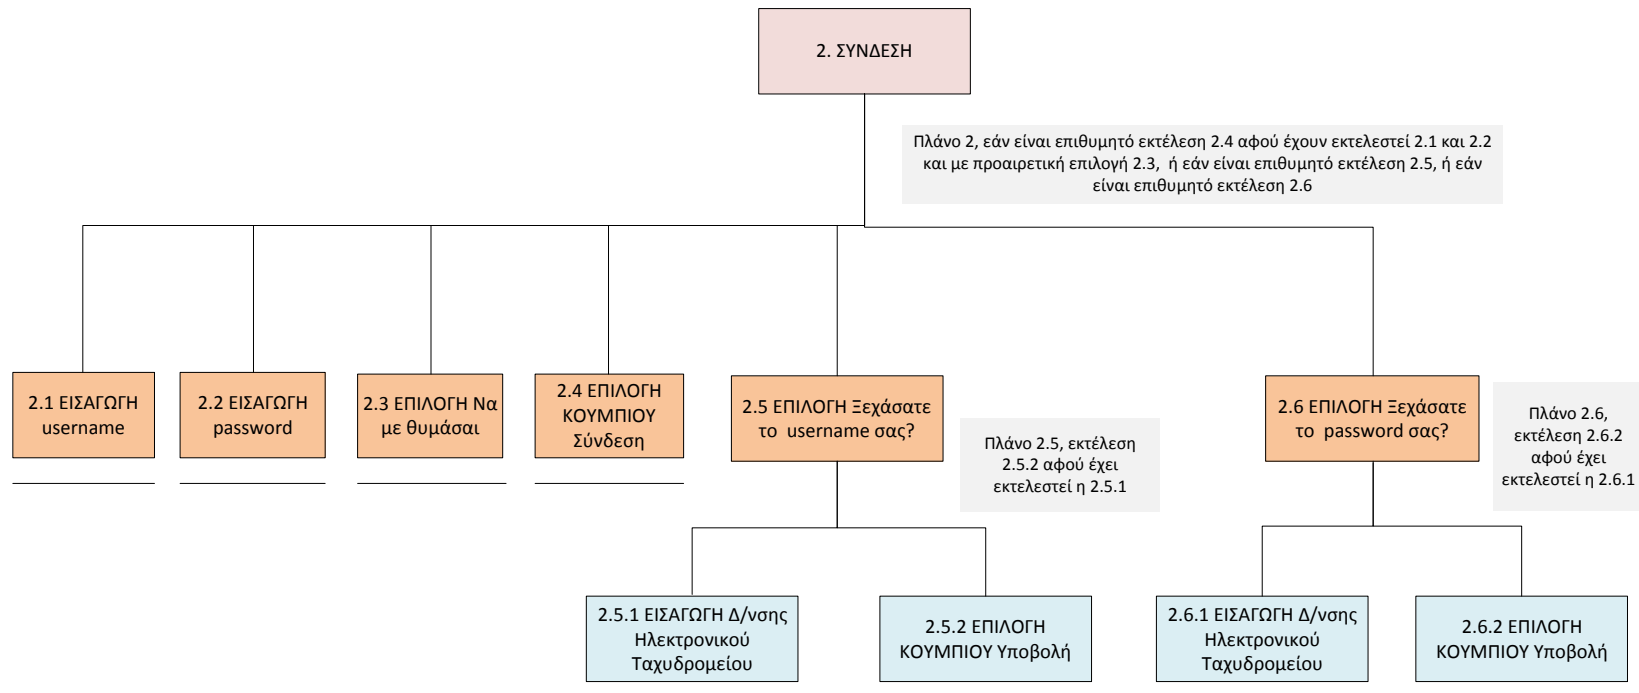 2. ΣΥΝΔΕΣΗ
Πλάνο 2, εάν είναι επιθυμητό εκτέλεση 2.4 αφού έχουν εκτελεστεί 2.1 και 2.2
και με προαιρετική επιλογή 2.3, ή εάν είναι επιθυμητό εκτέλεση 2.5, ή εάν
είναι επιθυμητό εκτέλεση 2.6
2.1 ΕΙΣΑΓΩΓΗ
username
2.2 ΕΙΣΑΓΩΓΗ
password
2.3 ΕΠΙΛΟΓΗ Να
με θυμάσαι
2.4 ΕΠΙΛΟΓΗ
ΚΟΥΜΠΙΟΥ
Σύνδεση
2.5 ΕΠΙΛΟΓΗ Ξεχάσατε
το username σας?
Πλάνο 2.5, εκτέλεση
2.5.2 αφού έχει
εκτελεστεί η 2.5.1
2.6 ΕΠΙΛΟΓΗ Ξεχάσατε
το password σας?
Πλάνο 2.6,
εκτέλεση 2.6.2
αφού έχει
εκτελεστεί η 2.6.1
2.5.1 ΕΙΣΑΓΩΓΗ Δ/νσης
Ηλεκτρονικού
Ταχυδρομείου
2.5.2 ΕΠΙΛΟΓΗ
ΚΟΥΜΠΙΟΥ Υποβολή
2.6.1 ΕΙΣΑΓΩΓΗ Δ/νσης
Ηλεκτρονικού
Ταχυδρομείου
2.6.2 ΕΠΙΛΟΓΗ
ΚΟΥΜΠΙΟΥ Υποβολή